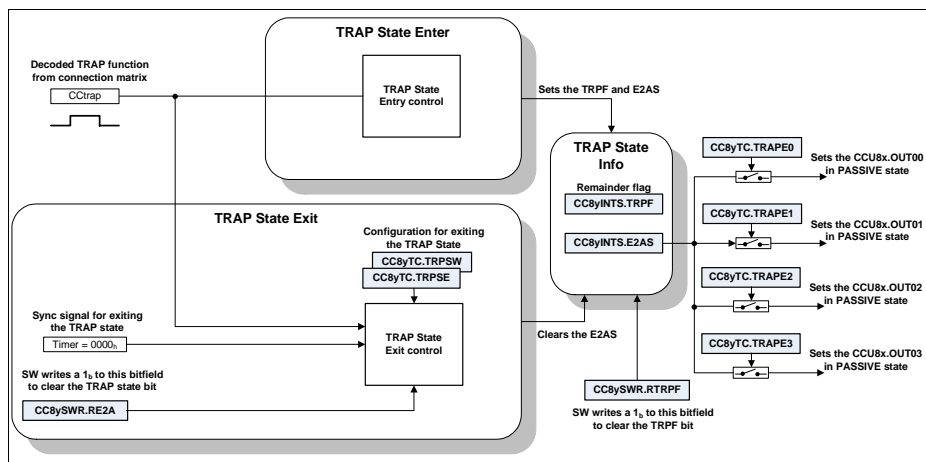 TRAP State Enter
Decoded TRAP function
from connection matrix
CCtrap
TRAP State
Entry control
Sets the TRPF and E2AS
TRAP State
Info
Remainder flag
CC8yINTS.TRPF
CC8yINTS.E2AS
CC8yTC.TRAPE0
Sets the CCU8x.OUT00
in PASSIVE state
CC8yTC.TRAPE1
Sets the CCU8x.OUT01
in PASSIVE state
CC8yTC.TRAPE2
Sets the CCU8x.OUT02
in PASSIVE state
CC8yTC.TRAPE3
Sets the CCU8x.OUT03
in PASSIVE state
TRAP State Exit
Configuration for exiting
the TRAP State
CC8yTC.TRPSW
CC8yTC.TRPSE
Sync signal for exiting
the TRAP state
Timer = 0000h
TRAP State
Exit control
Clears the E2AS
SW writes a 1b to this bitfield
to clear the TRAP state bit
CC8ySWR.RE2A
CC8ySWR.RTRPF
SW writes a 1b to this bitfield
to clear the TRPF bit